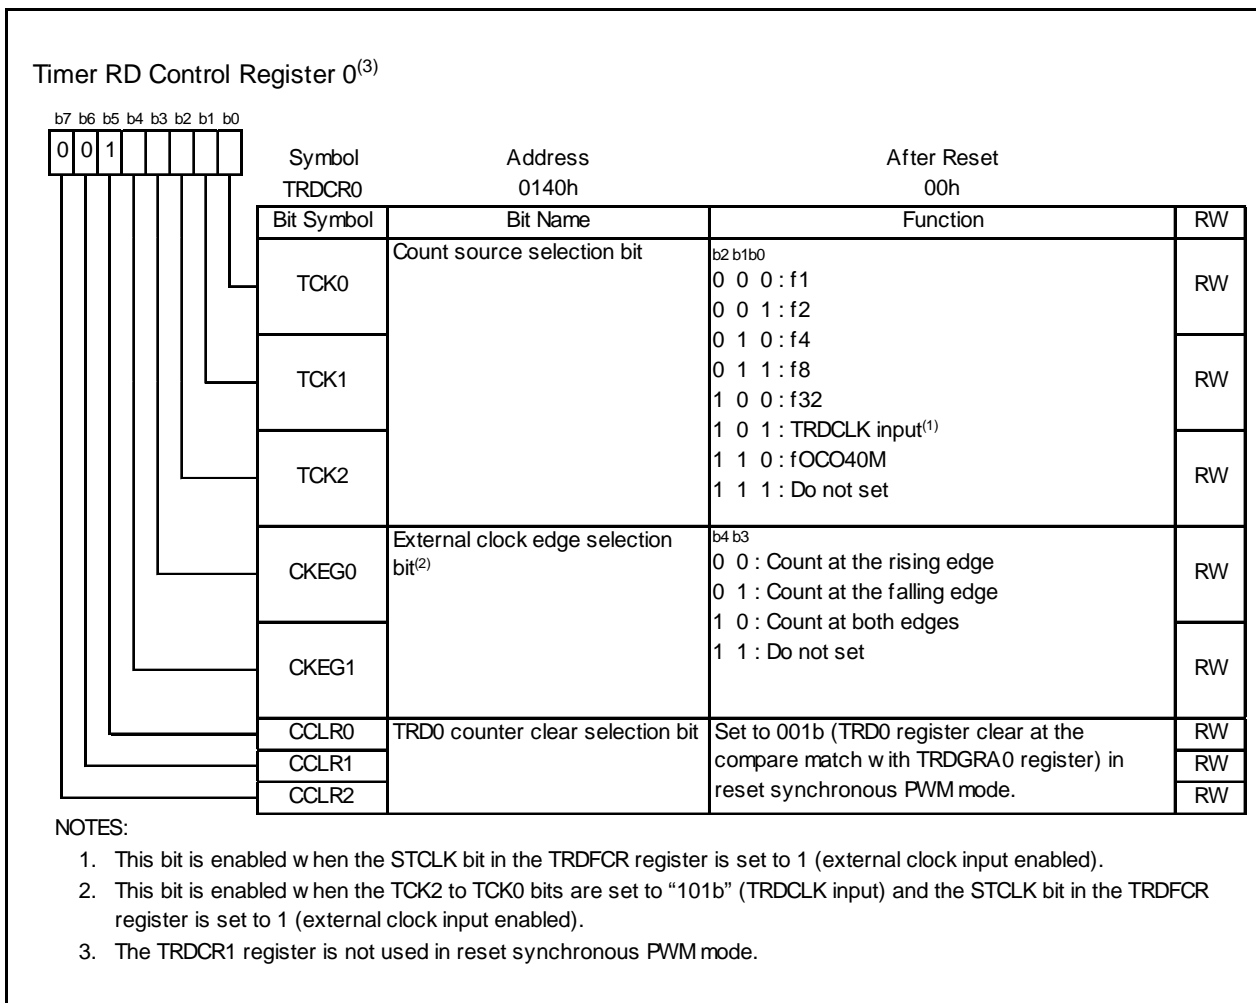 Timer RD Control Register 0(3)
b7 b6 b5 b4 b3 b2 b1 b0
0 0 1
Symbol Address After Reset
TRDCR0 0140h 00h
Bit Symbol Bit Name Function RW
TCK0 Count source selection bit b2 b1 b0 RW
0 0 0 : f1
0 0 1 : f2
0 1 0 : f4
TCK1 0 1 1 : f8 RW
1 0 0 : f32
1 0 1 : TRDCLK input(1)
TCK2 1 1 0 : fOCO40M RW
1 1 1 : Do not set
CKEG0 External clock edge selection bit(2) b4 b3 RW
0 0 : Count at the rising edge
0 1 : Count at the falling edge
1 0 : Count at both edges
CKEG1 1 1 : Do not set RW
CCLR0 TRD0 counter clear selection bit Set to 001b (TRD0 register clear at the RW
CCLR1 compare match with TRDGRA0 register) in RW
CCLR2 reset synchronous PWM mode. RW
NOTES:
1. This bit is enabled when the STCLK bit in the TRDFCR register is set to 1 (external clock input enabled).
2. This bit is enabled when the TCK2 to TCK0 bits are set to “101b” (TRDCLK input) and the STCLK bit in the TRDFCR
register is set to 1 (external clock input enabled).
3. The TRDCR1 register is not used in reset synchronous PWM mode.